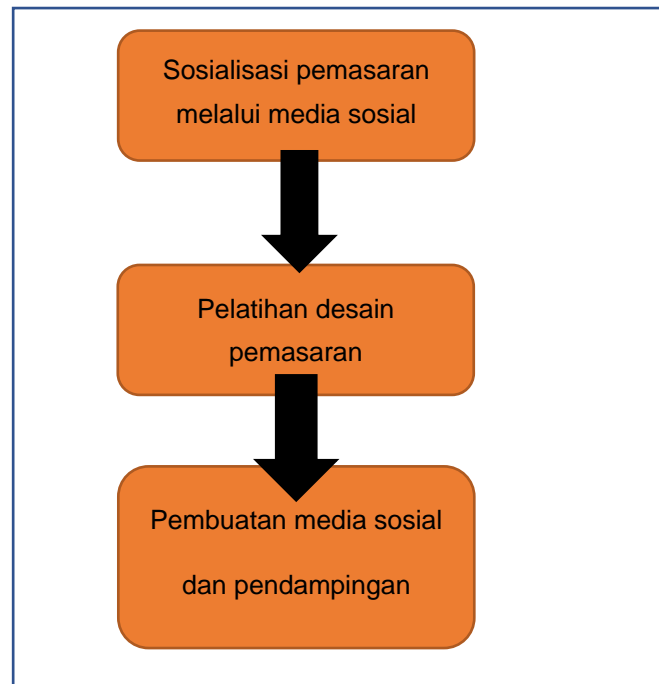 Sosialisasi pemasaran
melalui media sosial
Pelatihan desain
pemasaran
Pembuatan media sosial
dan pendampingan